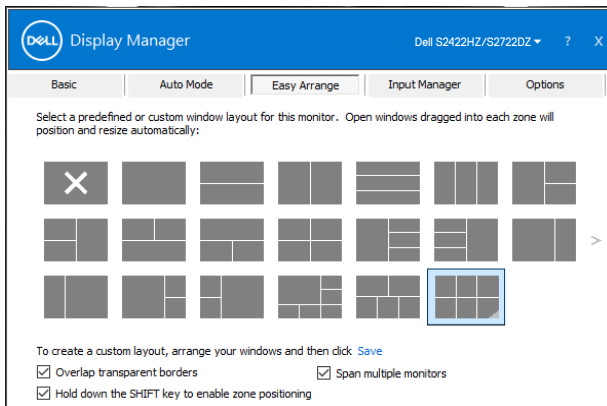 DELL Display Manager Dell S2422HZ/S2722DZ ? X
Basic Auto Mode Easy Arrange Input Manager Options
Select a predefined or custom window layout for this monitor. Open windows dragged into each zone will
position and resize automatically:
>
To create a custom layout, arrange your windows and then click Save
Overlap transparent borders Span multiple monitors
Hold down the SHIFT key to enable zone positioning